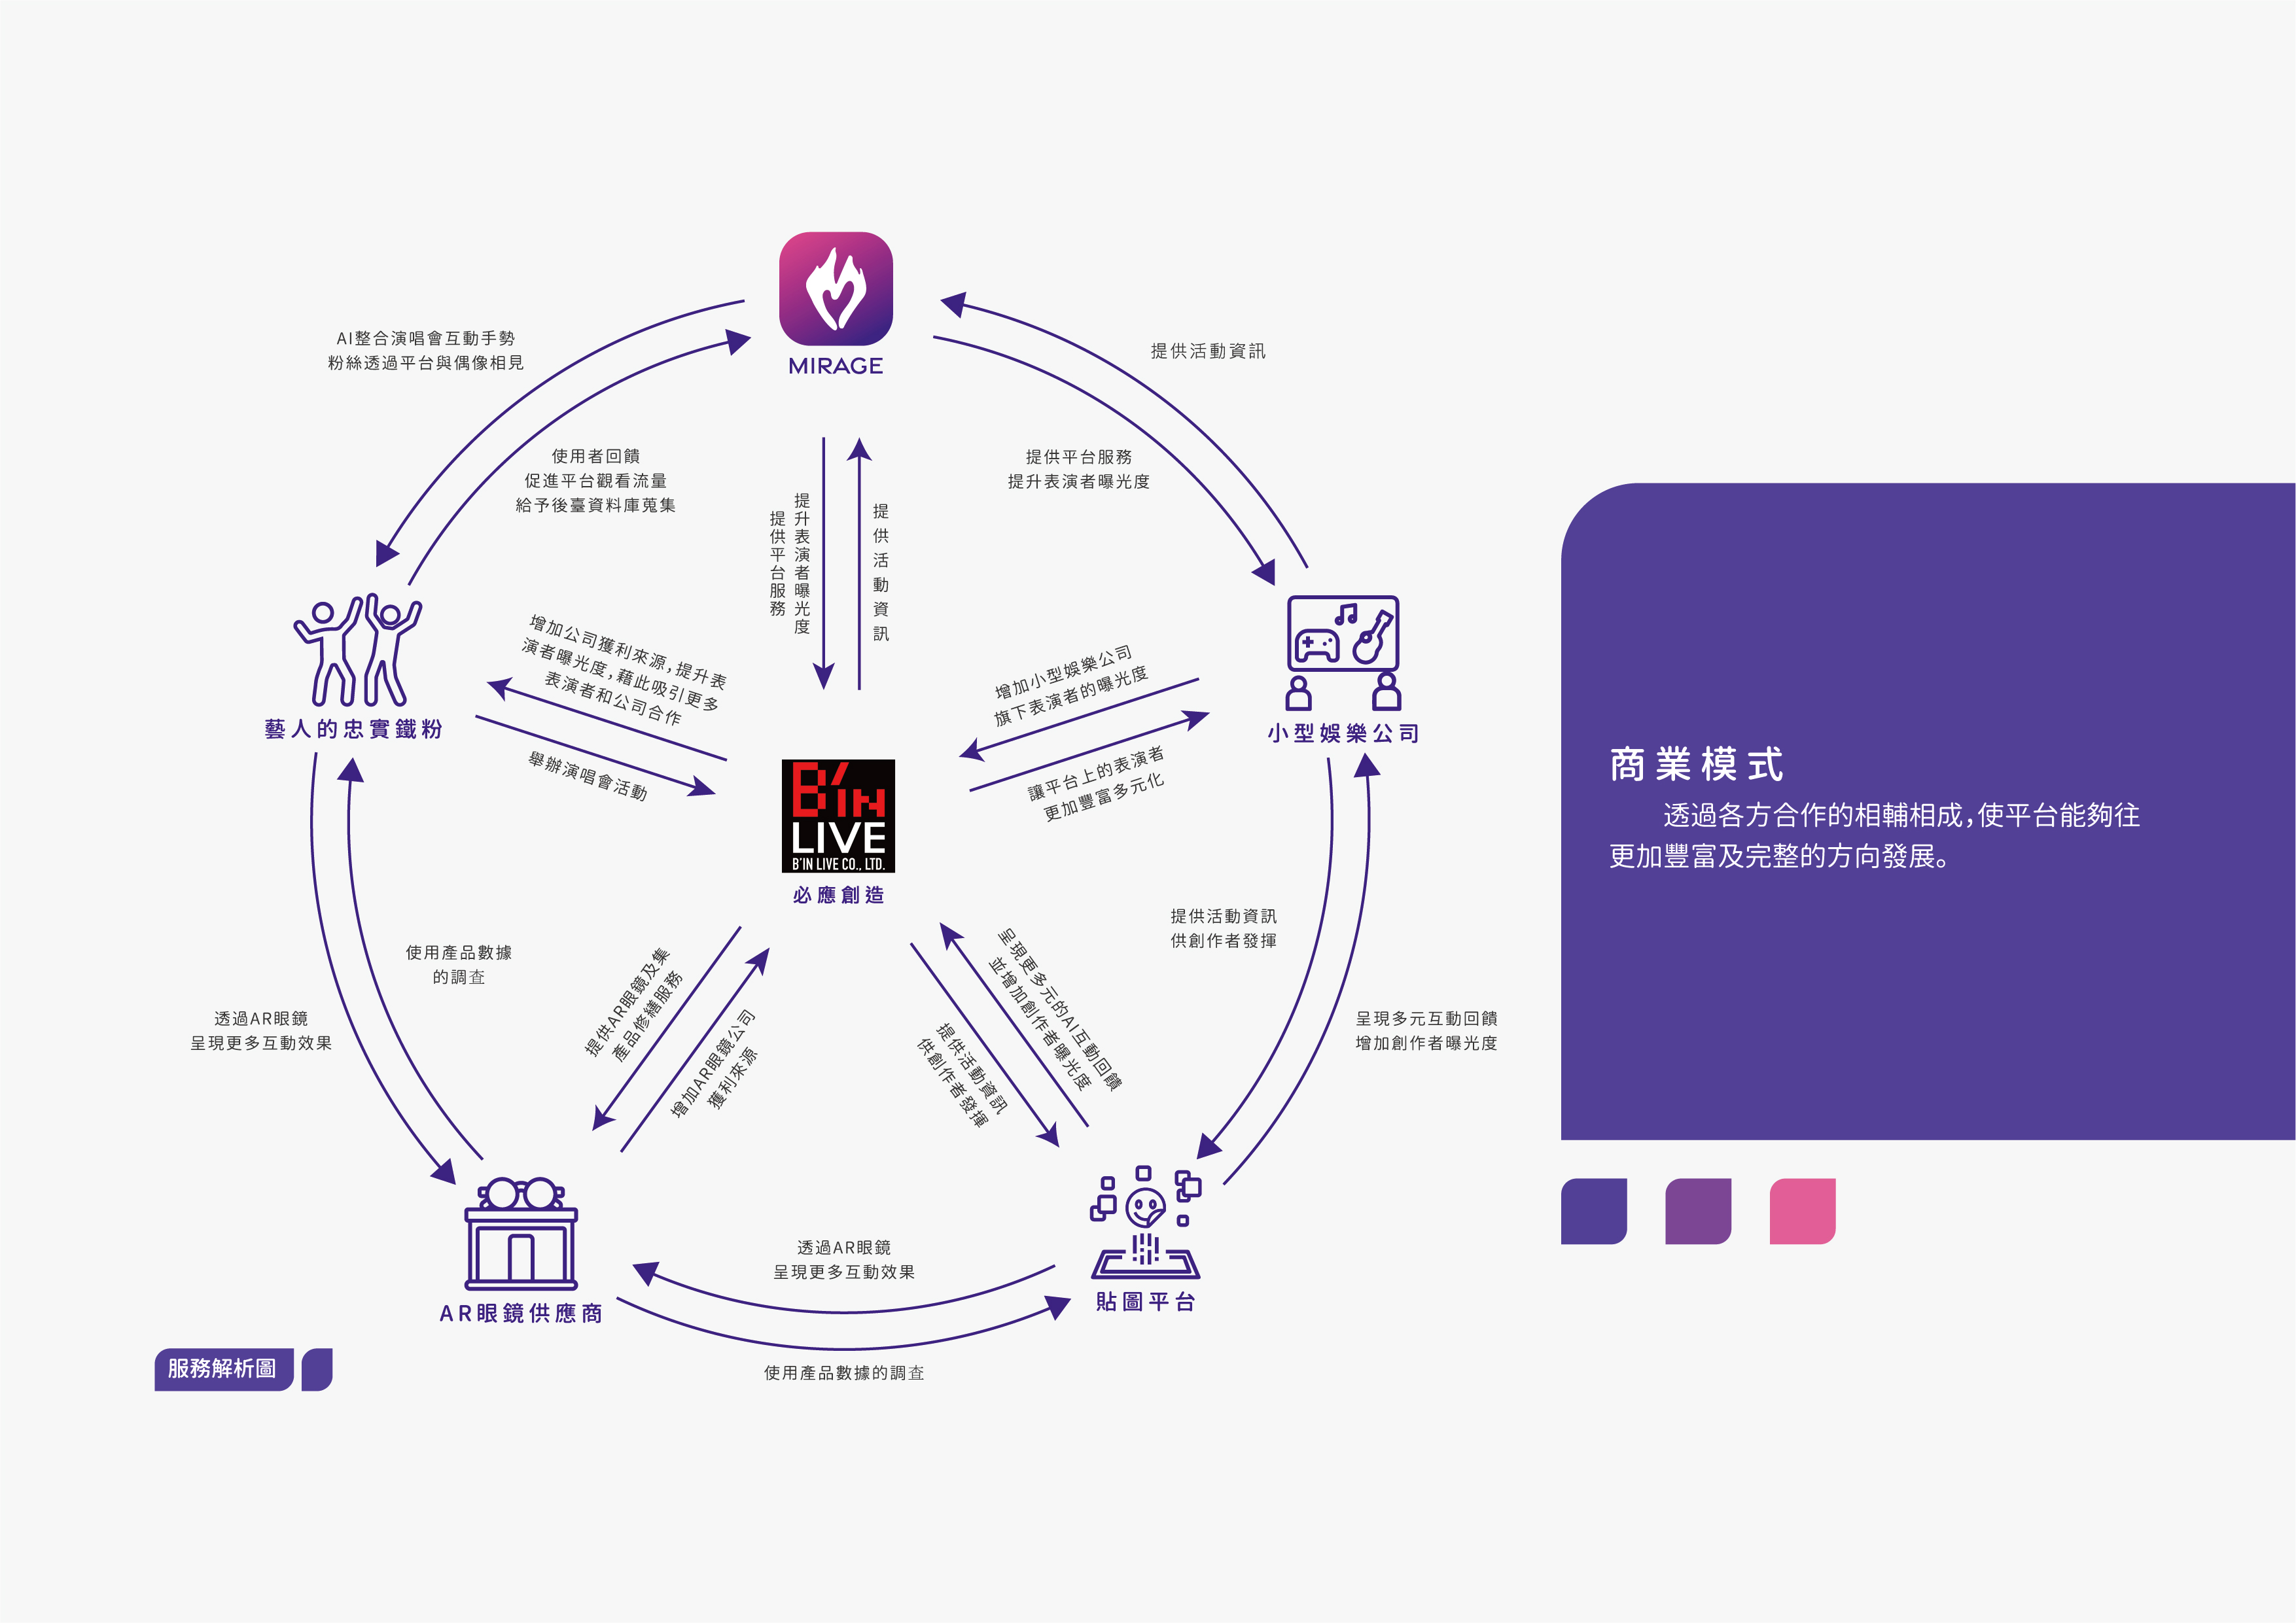 MIRAGE
AI整合演唱會互動手勢
粉絲透過平台與偶像相見
使用者回饋
促進平台觀看流量
給予後臺資料庫蒐集
提供活動資訊
提供平台服務
提升表演者曝光度
提升表演者曝光度
提供平台服務
提供活動資訊
藝人的忠實鐵粉
增加公司獲利來源，提升表
演者曝光度，藉此吸引更多
表演者和公司合作
舉辦演唱會活動
增加小型娛樂公司
旗下表演者的曝光度
讓平台上的表演者
更加豐富多元化
小型娛樂公司
B'IN
LIVE
B'IN LIVE CO., LTD.
必應創造
使用產品數據
的調查
透過AR眼鏡
呈現更多互動效果
提供AR眼鏡及集
產品修繕服務
增加AR眼鏡公司
獲利來源
呈現更多元的AI互動回饋
並增加創作者曝光度
提供活動資訊
供創作者發揮
提供活動資訊
供創作者發揮
呈現多元互動回饋
增加創作者曝光度
AR眼鏡供應商
透過AR眼鏡
呈現更多互動效果
使用產品數據的調查
貼圖平台
服務解析圖
商業模式
透過各方合作的相輔相成，使平台能夠往
更加豐富及完整的方向發展。